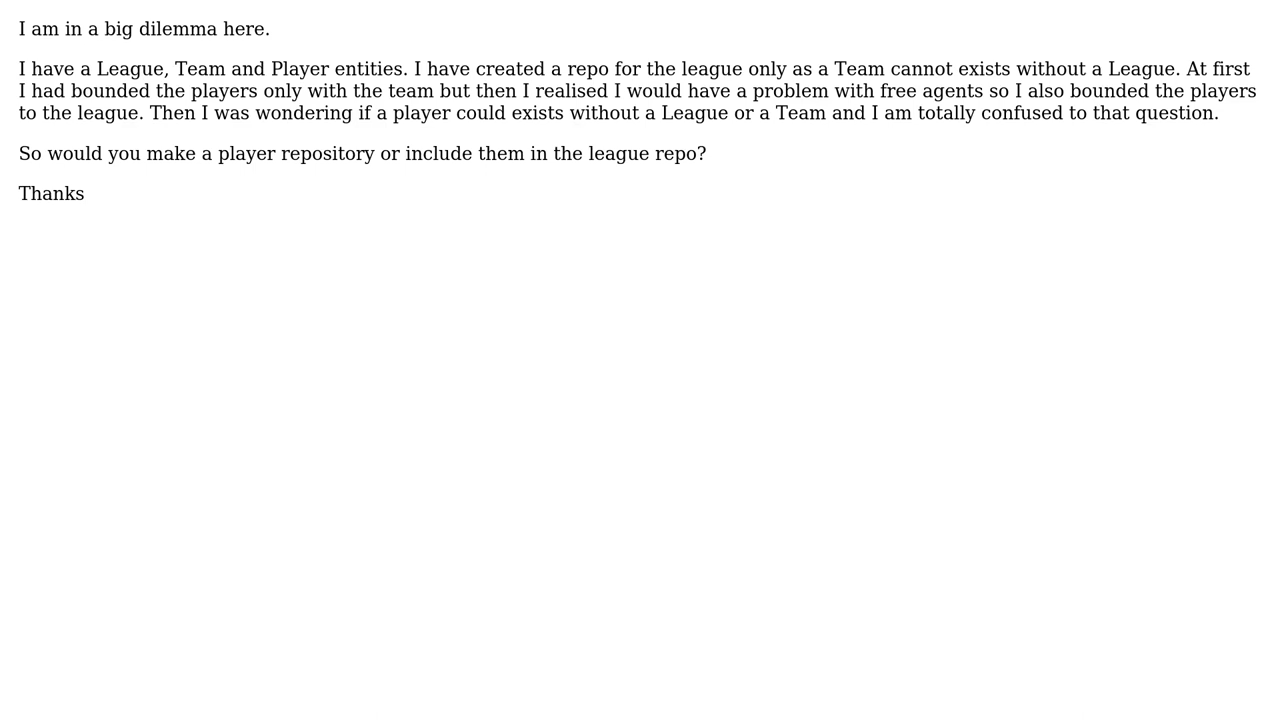 I am in a big dilemma here.
I have a League, Team and Player entities. I have created a repo for the league only as a Team cannot exists without a League. At first
I had bounded the players only with the team but then I realised I would have a problem with free agents so I also bounded the players
to the league. Then I was wondering if a player could exists without a League or a Team and I am totally confused to that question.
So would you make a player repository or include them in the league repo?
Thanks